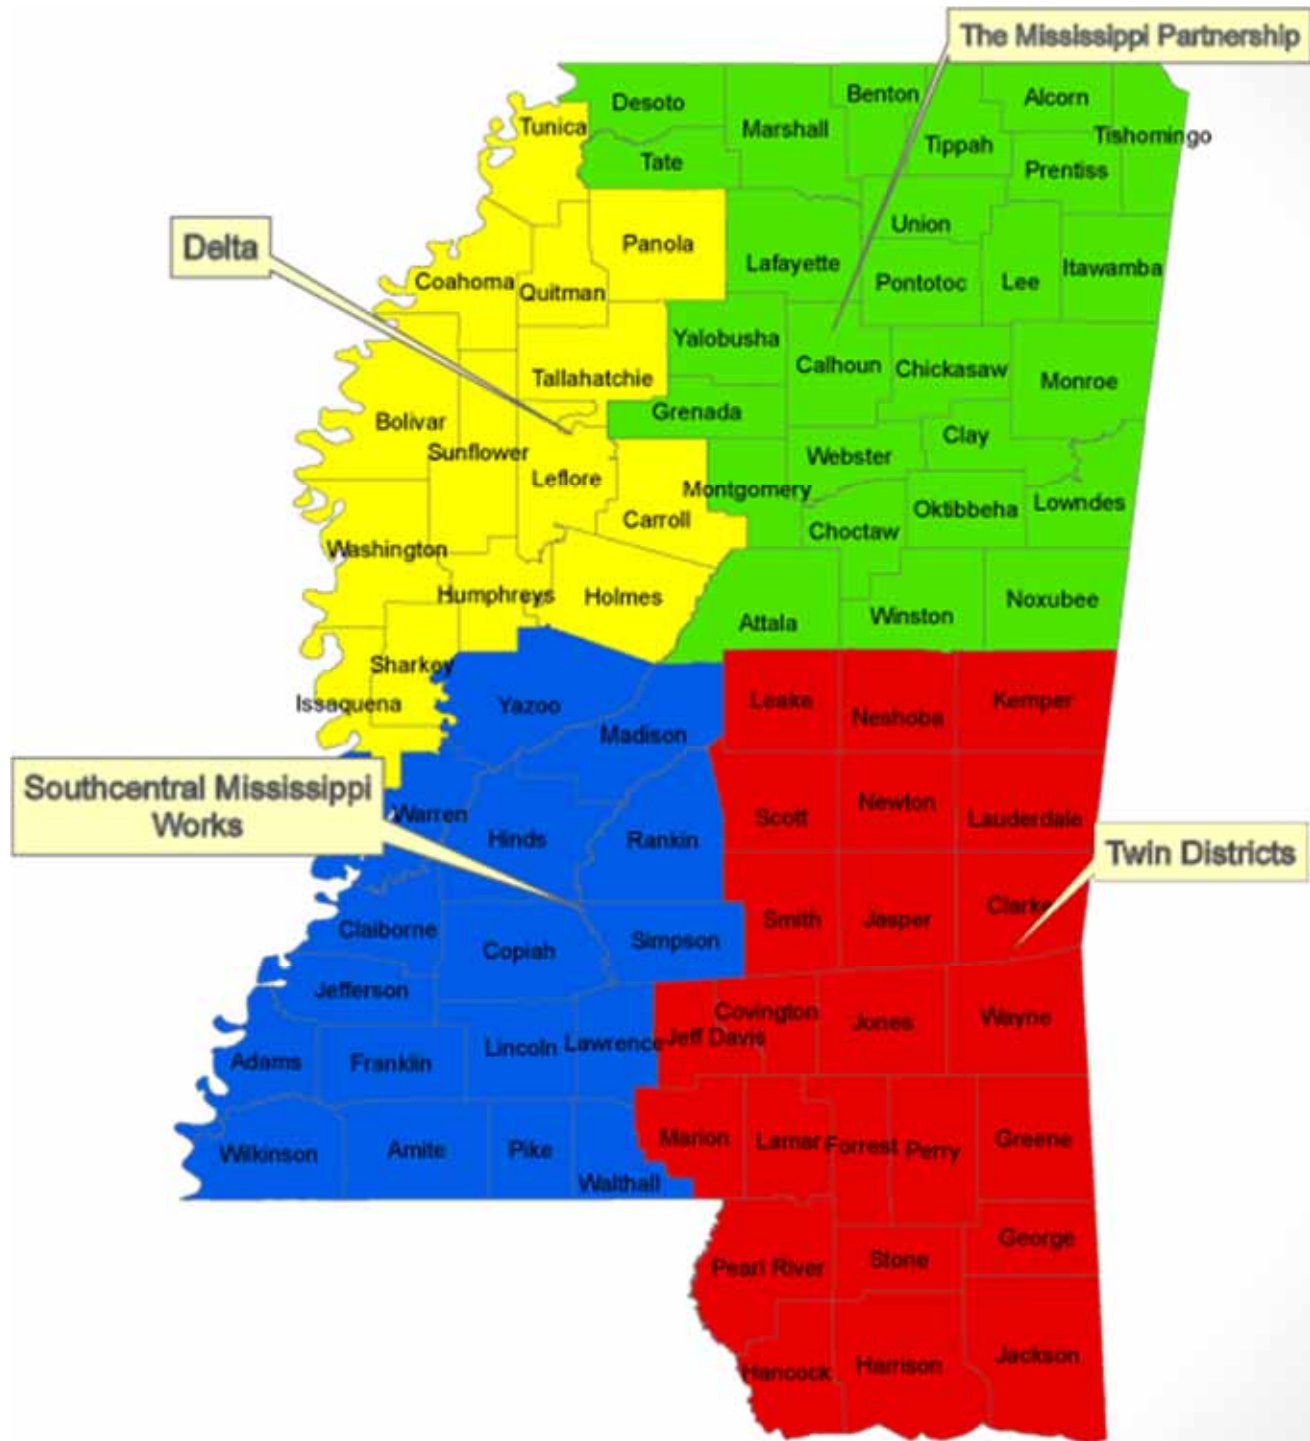 The Mississippi Partnership
Desoto
Benton
Alcorn
Tunica
Marshall
Tippah
Tishomingo
Tate
Prentiss
Delta
Panola
Union
Lafayette
Coahoma
Quitman
Pontotoc
Lee
Itawamba
Yalobusha
Calhoun
Chickasaw
Monroe
Tallahatchie
Bolivar
Grenada
Clay
Sunflower
Leflore
Webster
Montgomery
Carroll
Choctaw
Oktibbeha
Lowndes
Washington
Humphreys
Holmes
Attala
Winston
Noxubee
Sharkey
Issaquena
Yazoo
Madison
Leake
Neshoba
Kemper
Southcentral Mississippi
Works
Warren
Hinds
Rankin
Scott
Newton
Lauderdale
Twin Districts
Claiborne
Copiah
Simpson
Smith
Jasper
Clarke
Jefferson
Covington
Jones
Wayne
Adams
Franklin
Lincoln
Lawrence
Jeff Davis
Wilkinson
Amite
Pike
Walthall
Marion
Lamar
Forrest
Perry
Greene
Pearl River
Stone
George
Hancock
Harrison
Jackson